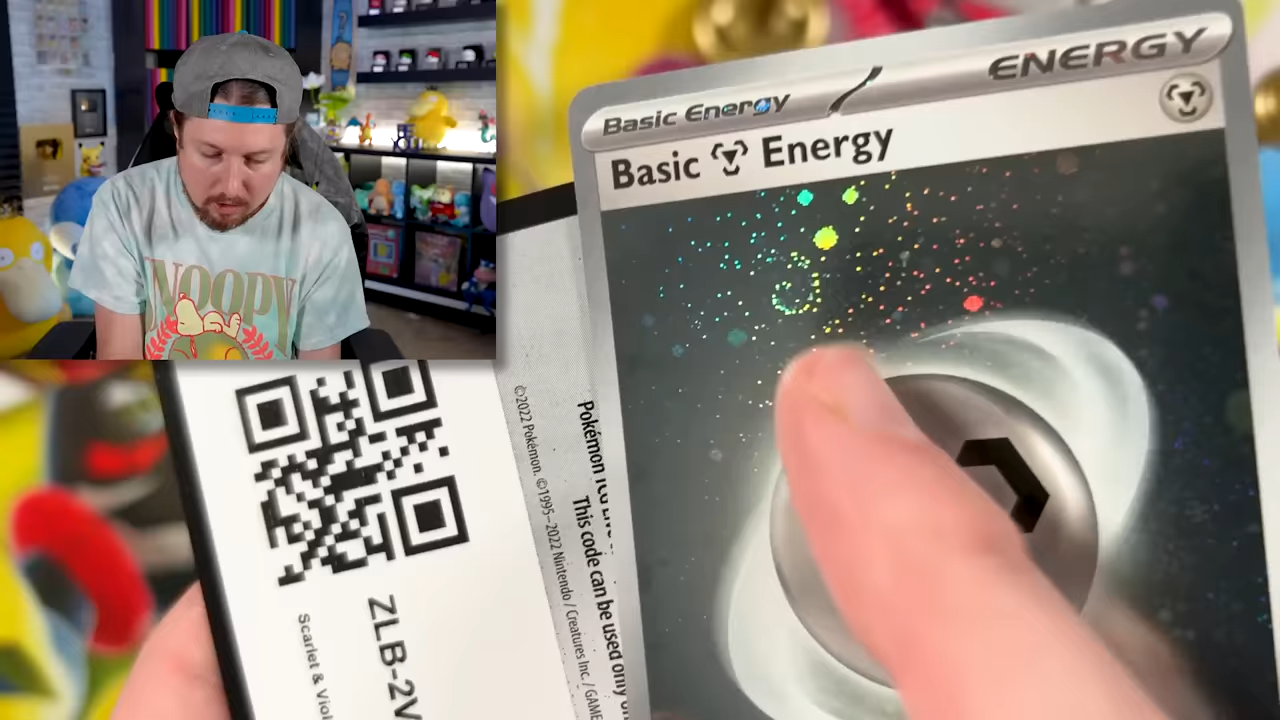 NOOPY
Basic Energy
ENERGY
Basic Energy
©2022 Pokémon. ©1995-2022 Nintendo / Creatures Inc. / GAME
Pokémon TCG
This code can be used only
ZLB-2V
Scarlet & Viol